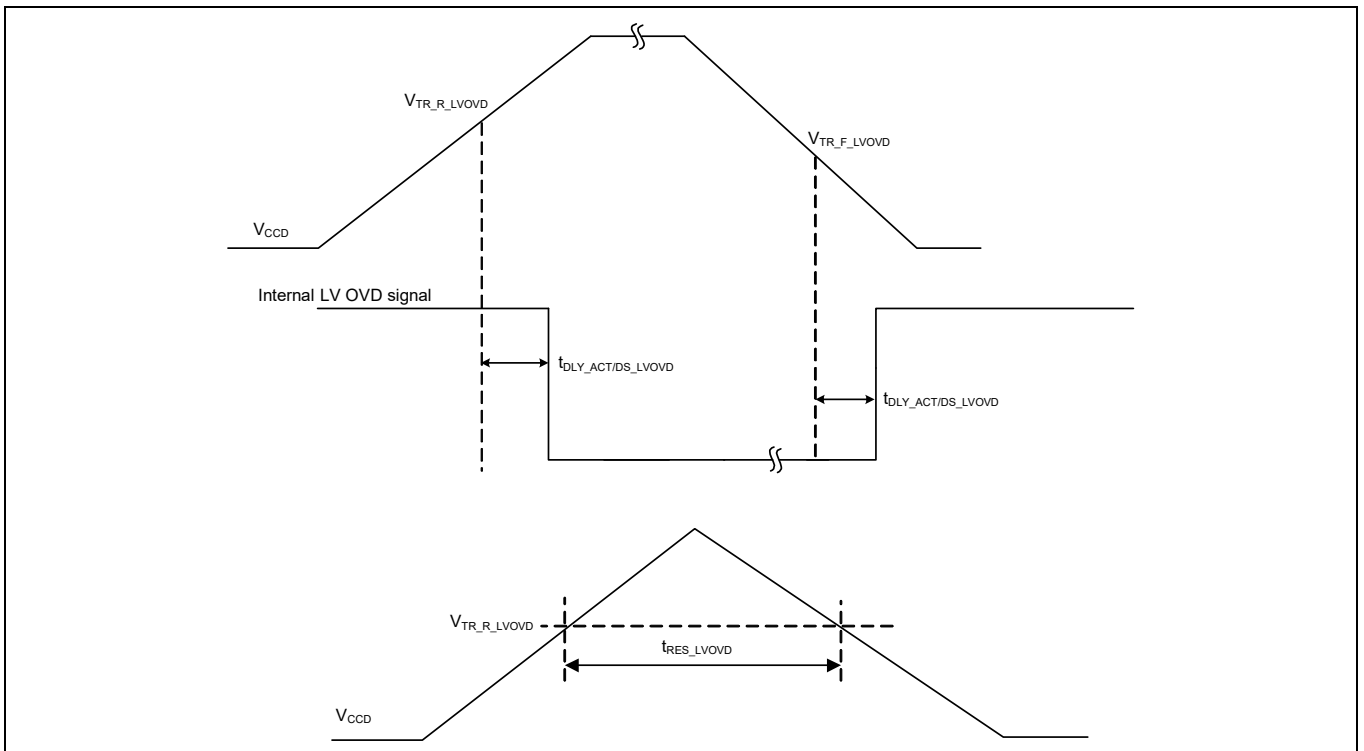 VTR_R_LVOVD
VTR_F_LVOVD
VCCD
Internal LV OVD signal
tDLY_ACT/DS_LVOVD
tDLY_ACT/DS_LVOVD
VTR_R_LVOVD
tRES_LVOVD
VCCD